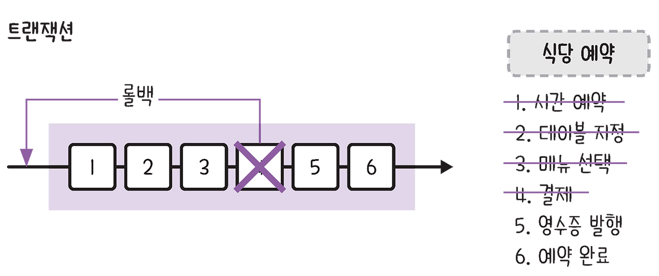 트랜잭션
롤백
1 2 3 5 6
식당 예약
1. 시간 예약
2. 테이블 지정
3. 메뉴 선택
4. 결제
5. 영수증 발행
6. 예약 완료